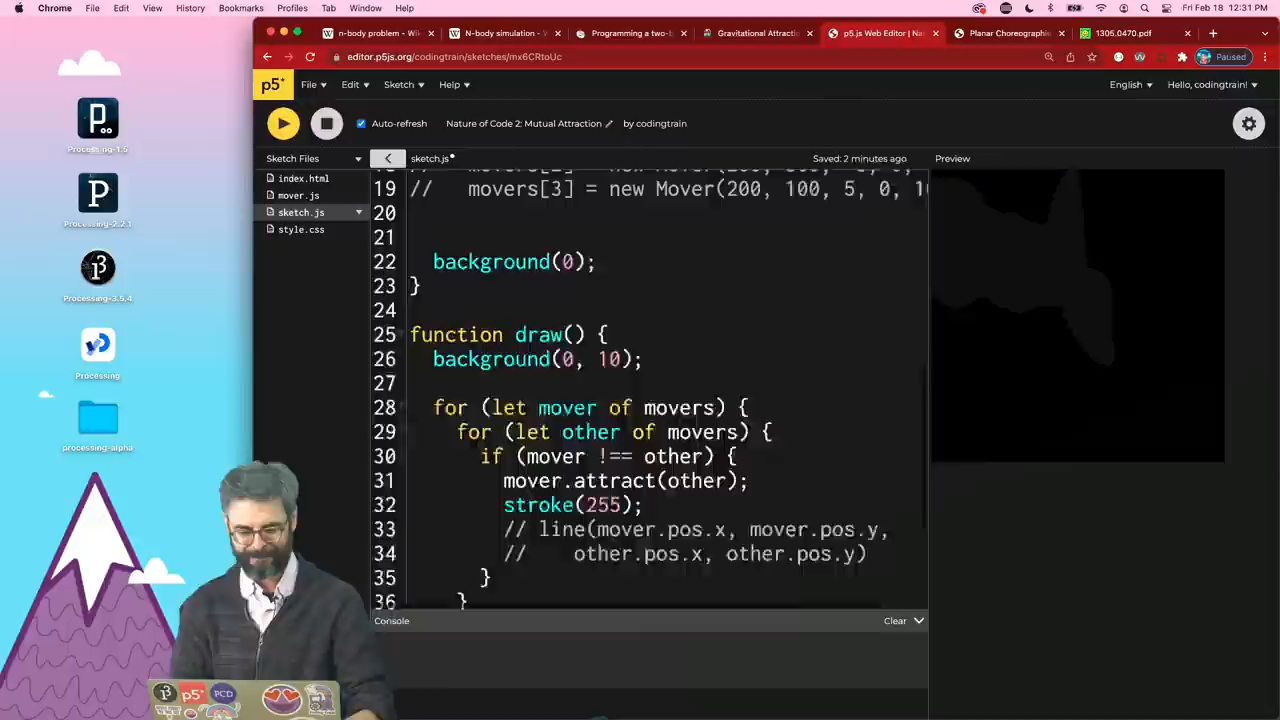 Chrome File Edit View History Bookmarks Profiles Tab Window Help Fri Feb 18 12:31 PM
n-body problem - Wiki
N-body simulation - W
Programming a two-b
Gravitational Attractio
p5.js Web Editor | Na
Planar Choreographie
1305.0470.pdf
editor.p5js.org/codingtrain/sketches/mx6CRtoUc
Paused
p5* File Edit Sketch Help English Hello, codingtrain!
Auto-refresh Nature of Code 2: Mutual Attraction by codingtrain
Sketch Files
sketch.js
Saved: 2 minutes ago
Preview
index.html
mover.js
sketch.js
style.css
19 // movers[3] = new Mover(200, 100, 5, 0, 1
20
21
22 background(0);
23 }
24
25 function draw() {
26 background(0, 10);
27
28 for (let mover of movers) {
29 for (let other of movers) {
30 if (mover !== other) {
31 mover.attract(other);
32 stroke(255);
33 // line(mover.pos.x, mover.pos.y,
34 // other.pos.x, other.pos.y)
35 }
36 }
Console
Clear
Processing-1.5
Processing-2.2.1
Processing-3.5.4
Processing
processing-alpha
p5*
PCD